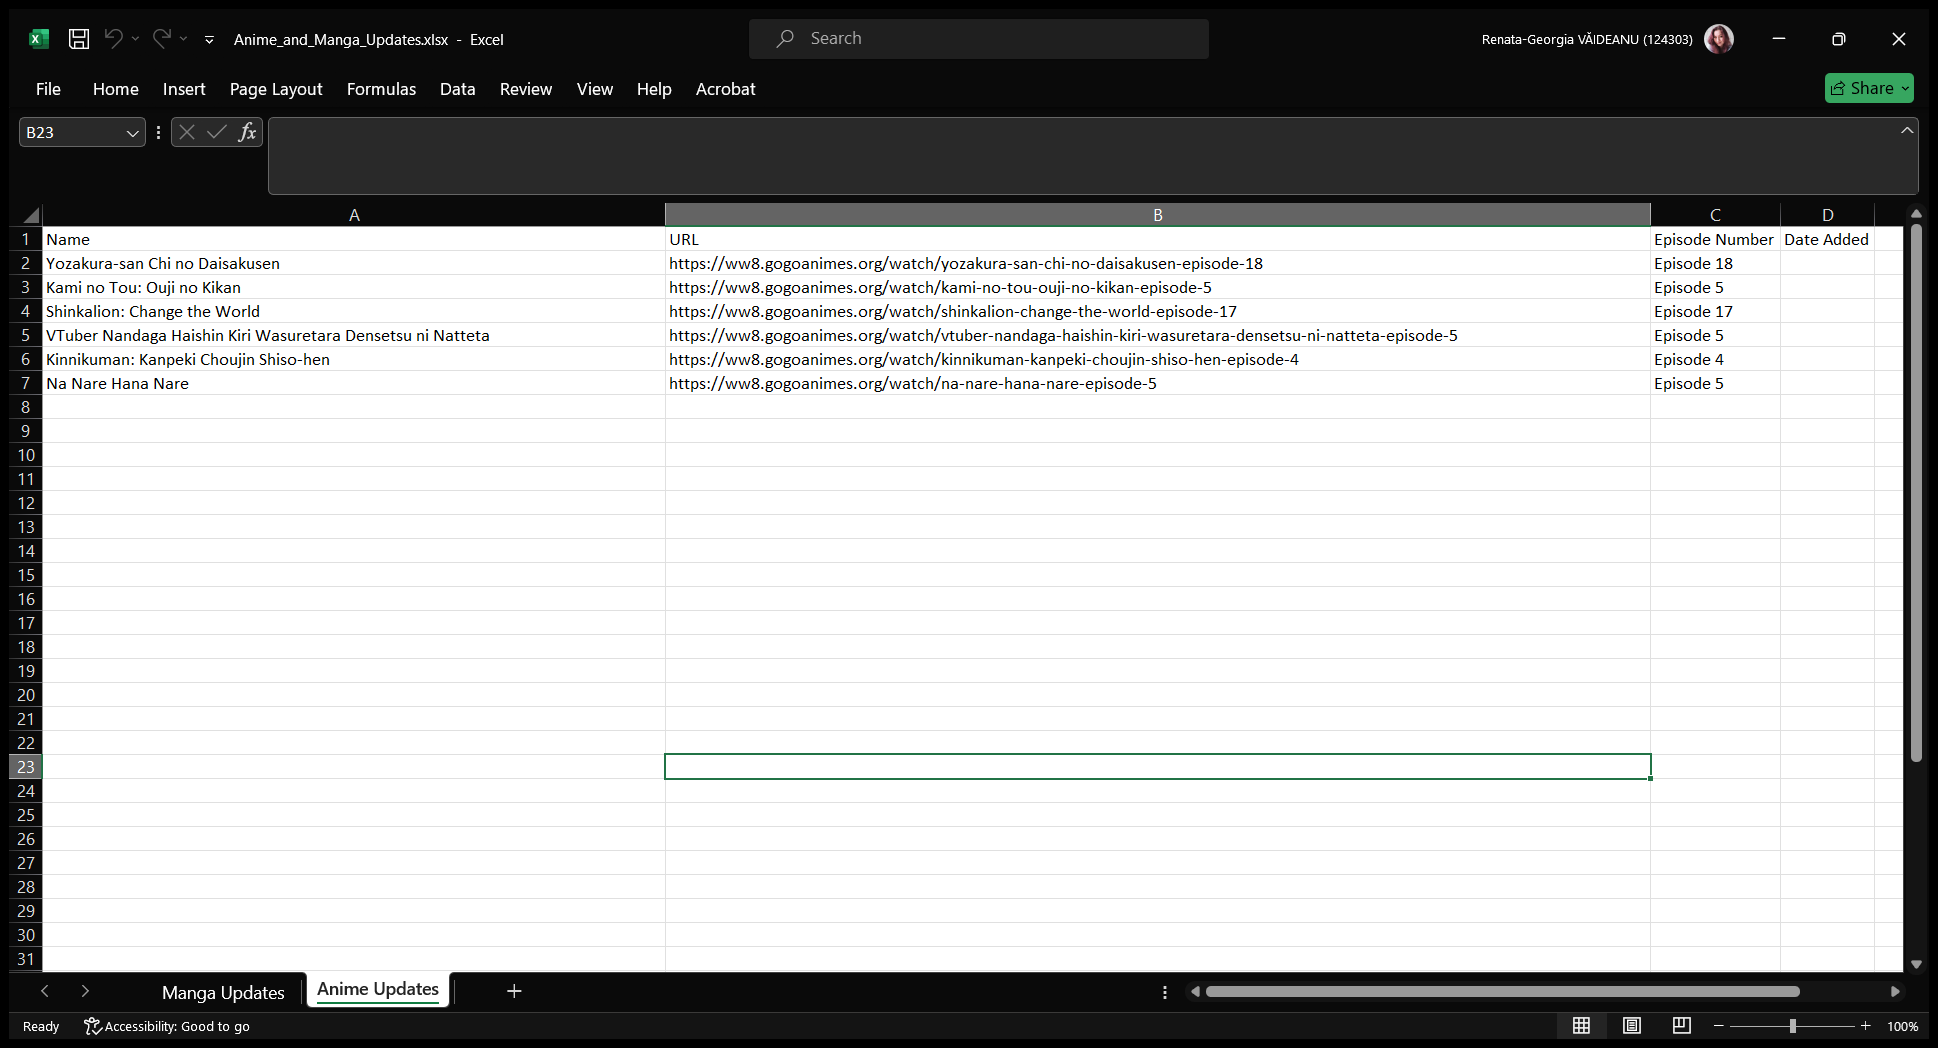 Anime_and_Manga_Updates.xlsx - Excel
Search
Renata-Georgia VĂIDEANU (124303)
File Home Insert Page Layout Formulas Data Review View Help Acrobat
Share
B23
fx
A B C D
1 Name URL Episode Number Date Added
2 Yozakura-san Chi no Daisakusen https://ww8.gogoanimes.org/watch/yozakura-san-chi-no-daisakusen-episode-18 Episode 18
3 Kami no Tou: Ouji no Kikan https://ww8.gogoanimes.org/watch/kami-no-tou-ouji-no-kikan-episode-5 Episode 5
4 Shinkalion: Change the World https://ww8.gogoanimes.org/watch/shinkalion-change-the-world-episode-17 Episode 17
5 VTuber Nandaga Haishin Kiri Wasuretara Densetsu ni Natteta https://ww8.gogoanimes.org/watch/vtuber-nandaga-haishin-kiri-wasuretara-densetsu-ni-natteta-episode-5 Episode 5
6 Kinnikuman: Kanpeki Choujin Shiso-hen https://ww8.gogoanimes.org/watch/kinnikuman-kanpeki-choujin-shiso-hen-episode-4 Episode 4
7 Na Nare Hana Nare https://ww8.gogoanimes.org/watch/na-nare-hana-nare-episode-5 Episode 5
8
9
10
11
12
13
14
15
16
17
18
19
20
21
22
23
24
25
26
27
28
29
30
31
Manga Updates Anime Updates
Ready Accessibility: Good to go 100%